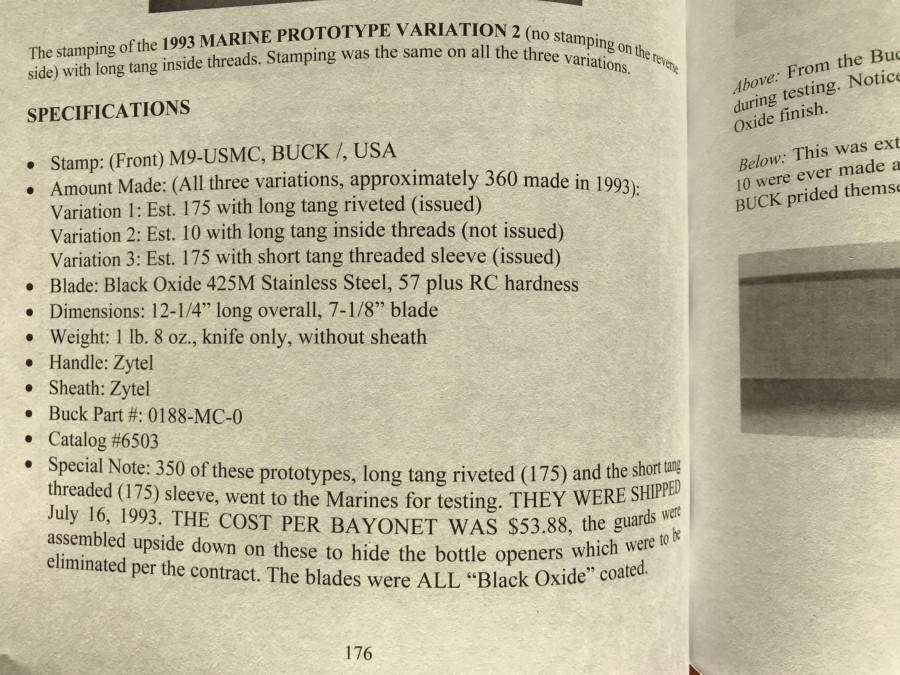 The stamping of the 1993 MARINE PROTOTYPE VARIATION 2 (no stamping on the reverse
side) with long tang inside threads. Stamping was the same on all the three variations.
SPECIFICATIONS
• Stamp: (Front) M9-USMC, BUCK /, USA
• Amount Made: (All three variations, approximately 360 made in 1993):
Variation 1: Est. 175 with long tang riveted (issued)
Variation 2: Est. 10 with long tang inside threads (not issued)
Variation 3: Est. 175 with short tang threaded sleeve (issued)
• Blade: Black Oxide 425M Stainless Steel, 57 plus RC hardness
• Dimensions: 12-1/4” long overall, 7-1/8” blade
• Weight: 1 lb. 8 oz., knife only, without sheath
• Handle: Zytel
• Sheath: Zytel
• Buck Part #: 0188-MC-0
• Catalog #6503
• Special Note: 350 of these prototypes, long tang riveted (175) and the short tang
threaded (175) sleeve, went to the Marines for testing. THEY WERE SHIPPED
July 16, 1993. THE COST PER BAYONET WAS $53.88, the guards were
assembled upside down on these to hide the bottle openers which were to be
eliminated per the contract. The blades were ALL “Black Oxide” coated.
176
Above: From the Buc
during testing. Notice
Oxide finish.
Below: This was ext
10 were ever made a
BUCK prided themse